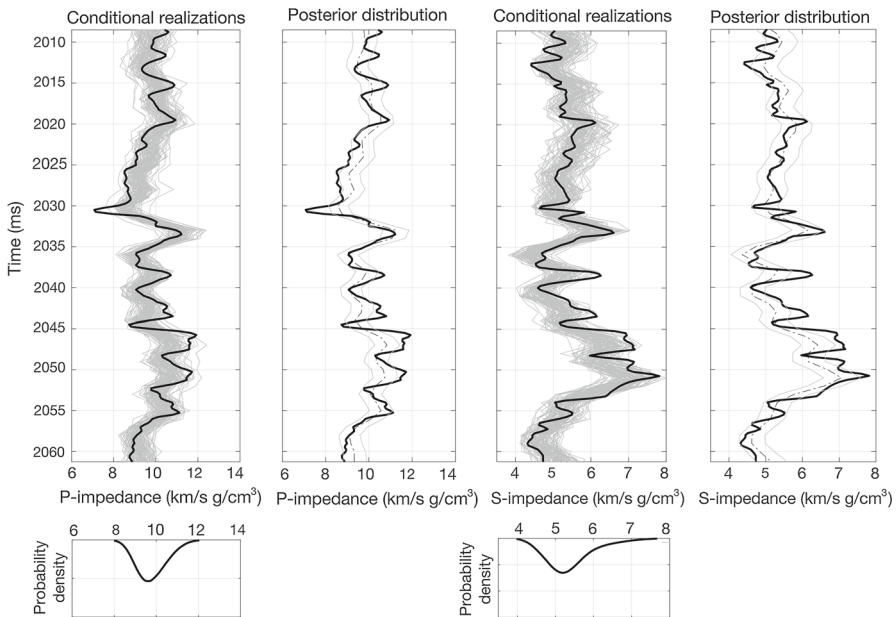 Conditional realizations Posterior distribution Conditional realizations Posterior distribution
2010
2015
2020
2025
2030
2035
2040
2045
2050
2055
2060
Time (ms)
6 8 10 12 14 6 8 10 12 14 4 5 6 7 8 4 5 6 7 8
P-impedance (km/s g/cm³) P-impedance (km/s g/cm³) S-impedance (km/s g/cm³) S-impedance (km/s g/cm³)
6 8 10 12 14 4 5 6 7 8
Probability
density
Probability
density